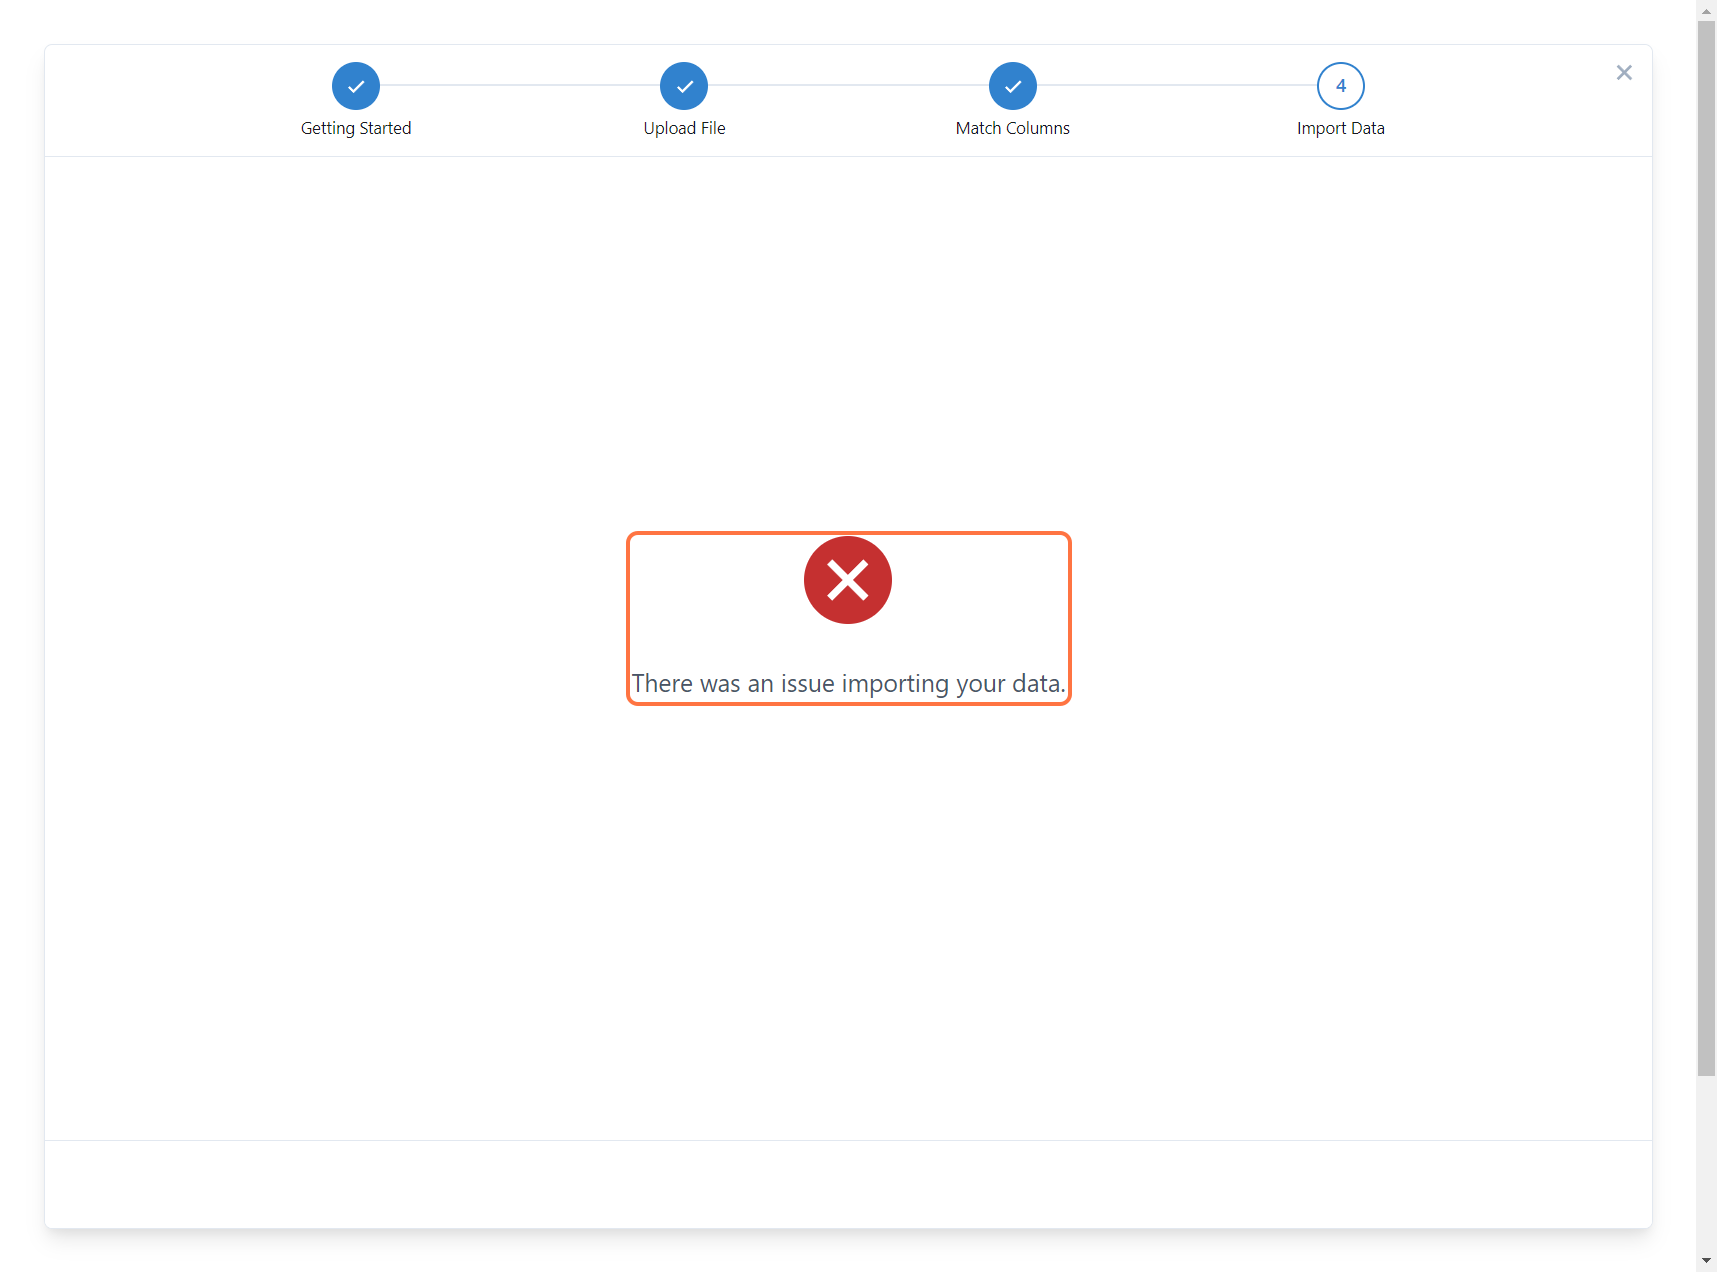 4
Getting Started
Upload File
Match Columns
Import Data
There was an issue importing your data.